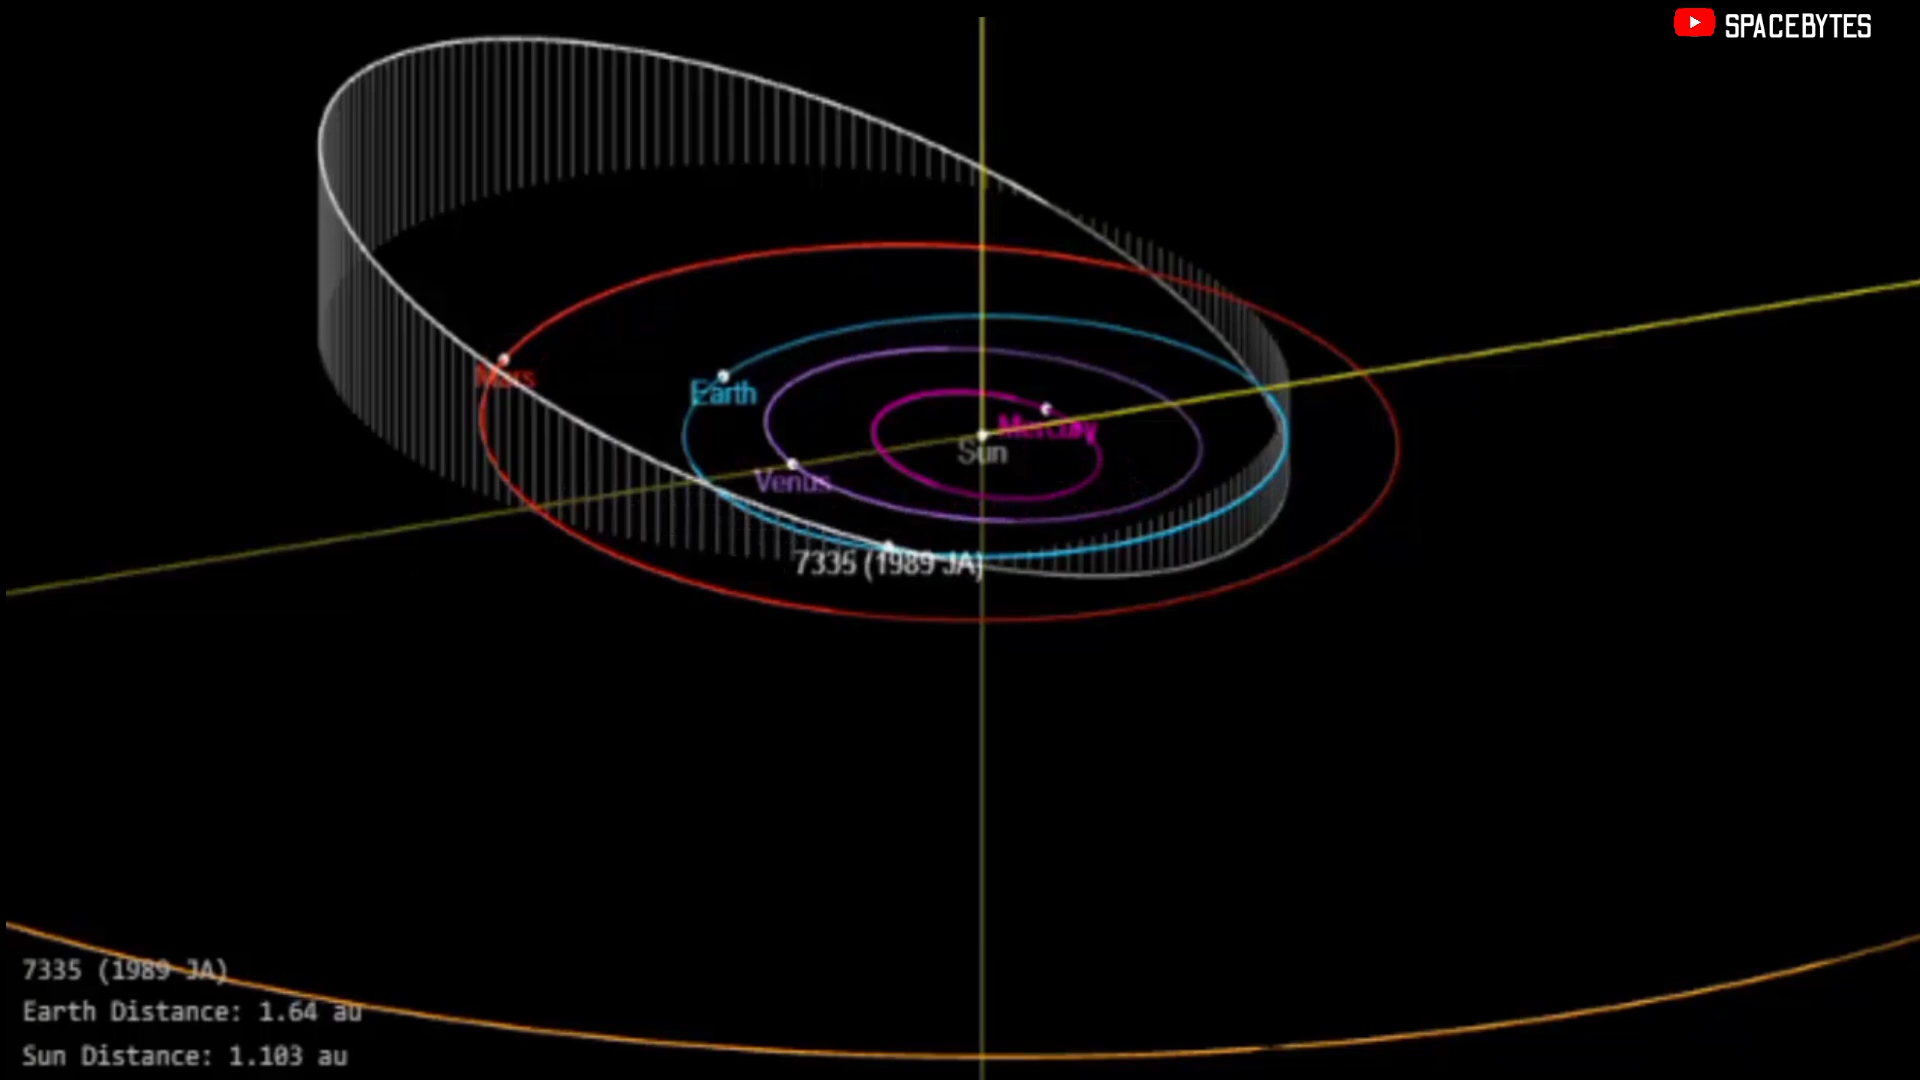 SPACEBYTES
Mars
Earth
Mercury
Sun
Venus
7335 (1989 JA)
7335 (1989 JA)
Earth Distance: 1.64 au
Sun Distance: 1.103 au